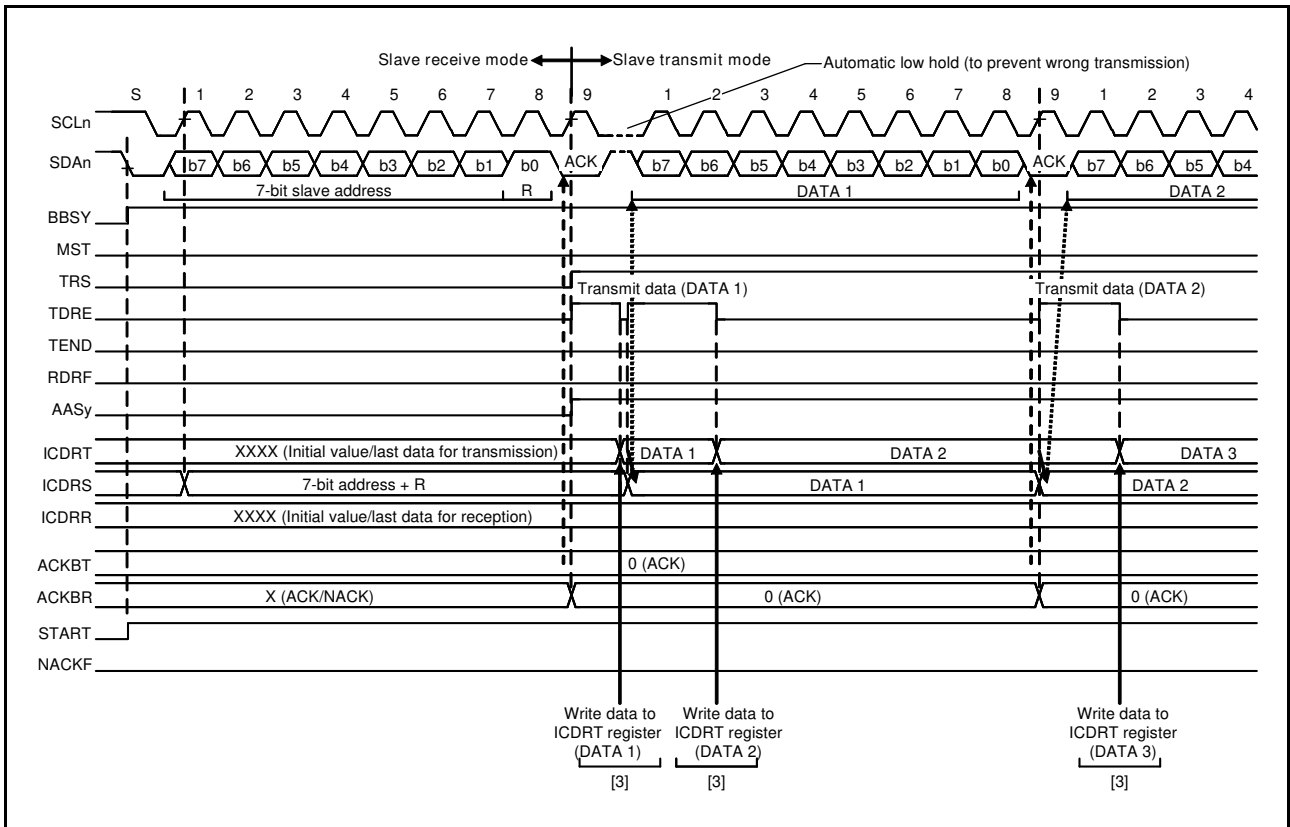 Slave receive mode Slave transmit mode
Automatic low hold (to prevent wrong transmission)
S 1 2 3 4 5 6 7 8 9 1 2 3 4 5 6 7 8 9 1 2 3 4
SCLn
SDAn b7 b6 b5 b4 b3 b2 b1 b0 ACK b7 b6 b5 b4 b3 b2 b1 b0 ACK b7 b6 b5 b4
7-bit slave address R DATA 1 DATA 2
BBSY
MST
TRS
Transmit data (DATA 1) Transmit data (DATA 2)
TDRE
TEND
RDRF
AASy
ICDRT XXXX (Initial value/last data for transmission) DATA 1 DATA 2 DATA 3
ICDRS 7-bit address + R DATA 1 DATA 2
ICDRR XXXX (Initial value/last data for reception)
ACKBT 0 (ACK)
ACKBR X (ACK/NACK) 0 (ACK) 0 (ACK)
START
NACKF
Write data to Write data to Write data to
ICDRT register ICDRT register ICDRT register
(DATA 1) (DATA 2) (DATA 3)
[3] [3] [3]